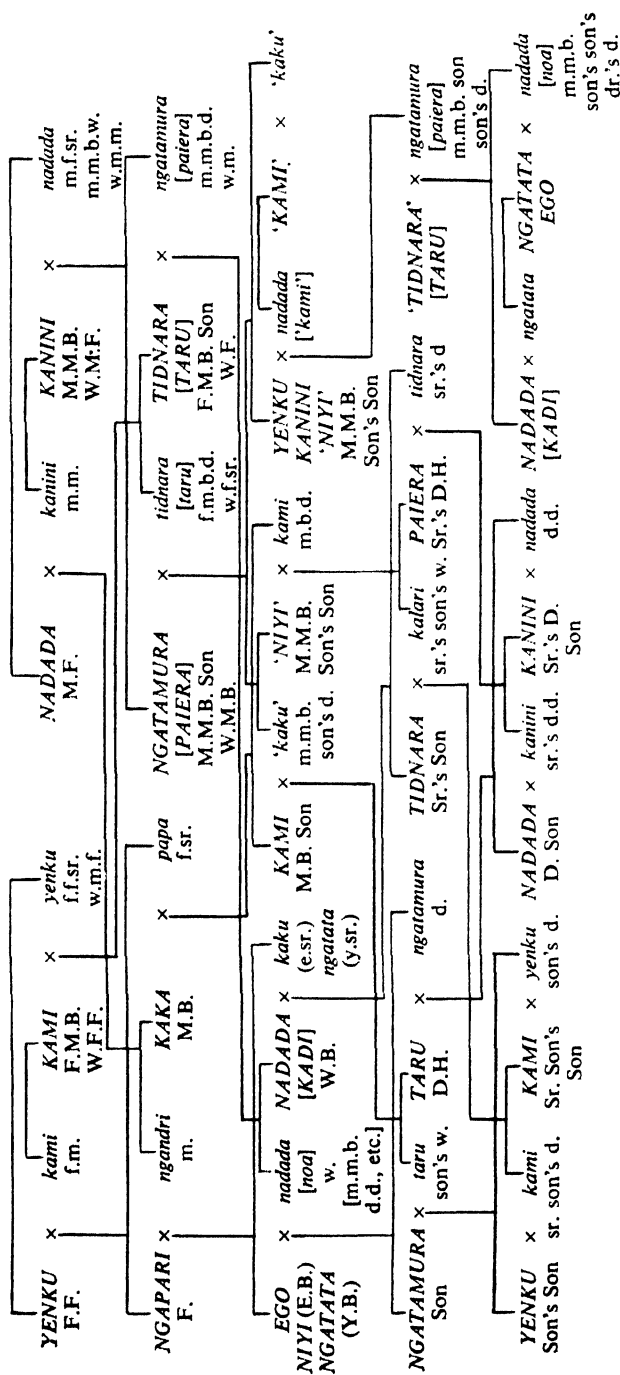 YENKU × kami KAMI × yenku NADADA × kanini KANINI × nadada
F.F. f.m. F.M.B. f.f.sr. M.F. m.m. M.M.B. m.f.sr.
W.F.F. w.m.f. W.M.F. m.m.b.w.
w.m.m.
NGAPARI × ngandri KAKA × papa NGATAMURA × tidnara TIDNARA × ngatamura
F. m. M.B. f.sr. [PAIERA] [taru] [TARU] [paiera]
M.M.B. Son f.m.b.d. F.M.B. Son m.m.b.d.
W.M.B. w.f.sr. W.F. w.m.
EGO × nadada NADADA × kaku KAMI × 'kaku' 'NIYI' × kami YENKU × nadada 'KAMI' × 'kaku'
NIYI (E.B.) [noa] [KADI] (e.sr.) M.B. Son m.m.b. M.M.B. m.b.d. KANINI ['kami']
NGATATA w. W.B. ngatata son's d. Son's Son 'NIYI'
(Y.B.) [m.m.b. (y.sr.) M.M.B.
d.d., etc.] Son's Son
NGATAMURA × taru TARU × ngatamura TIDNARA × kalari PAIERA × tidnara 'TIDNARA' × ngatamura
Son son's w. D.H. d. Sr.'s Son sr.'s son's w. Sr.'s D.H. sr.'s d [TARU] [paiera]
m.m.b. son
son's d.
YENKU × kami KAMI × yenku NADADA × kanini KANINI × nadada NADADA × ngatata NGATATA × nadada
Son's Son sr. son's d. Sr. Son's son's d. D. Son sr.'s d.d. Sr.'s D. d.d. [KADI] EGO [noa]
Son Son m.m.b.
son's son's
dr.'s d.